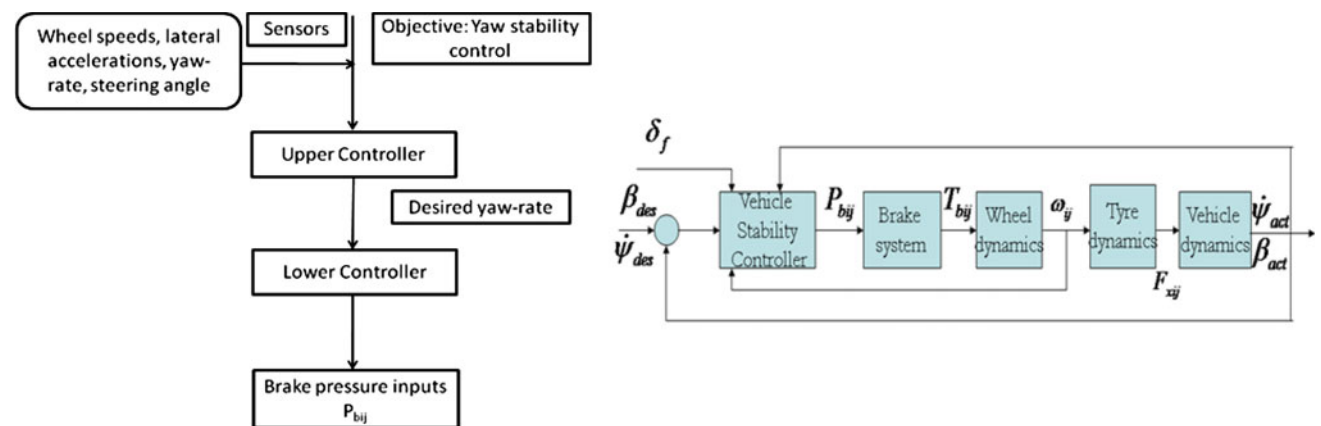 Wheel speeds, lateral
accelerations, yaw-
rate, steering angle
Sensors
Objective: Yaw stability
control
Upper Controller
Desired yaw-rate
Lower Controller
Brake pressure inputs
P_bij
δ_f
β_des
ψ̇_des
Vehicle
Stability
Controller
P_bij
Brake
system
T_bij
Wheel
dynamics
ω_ij
Tyre
dynamics
F_xij
Vehicle
dynamics
ψ̇_act
β_act